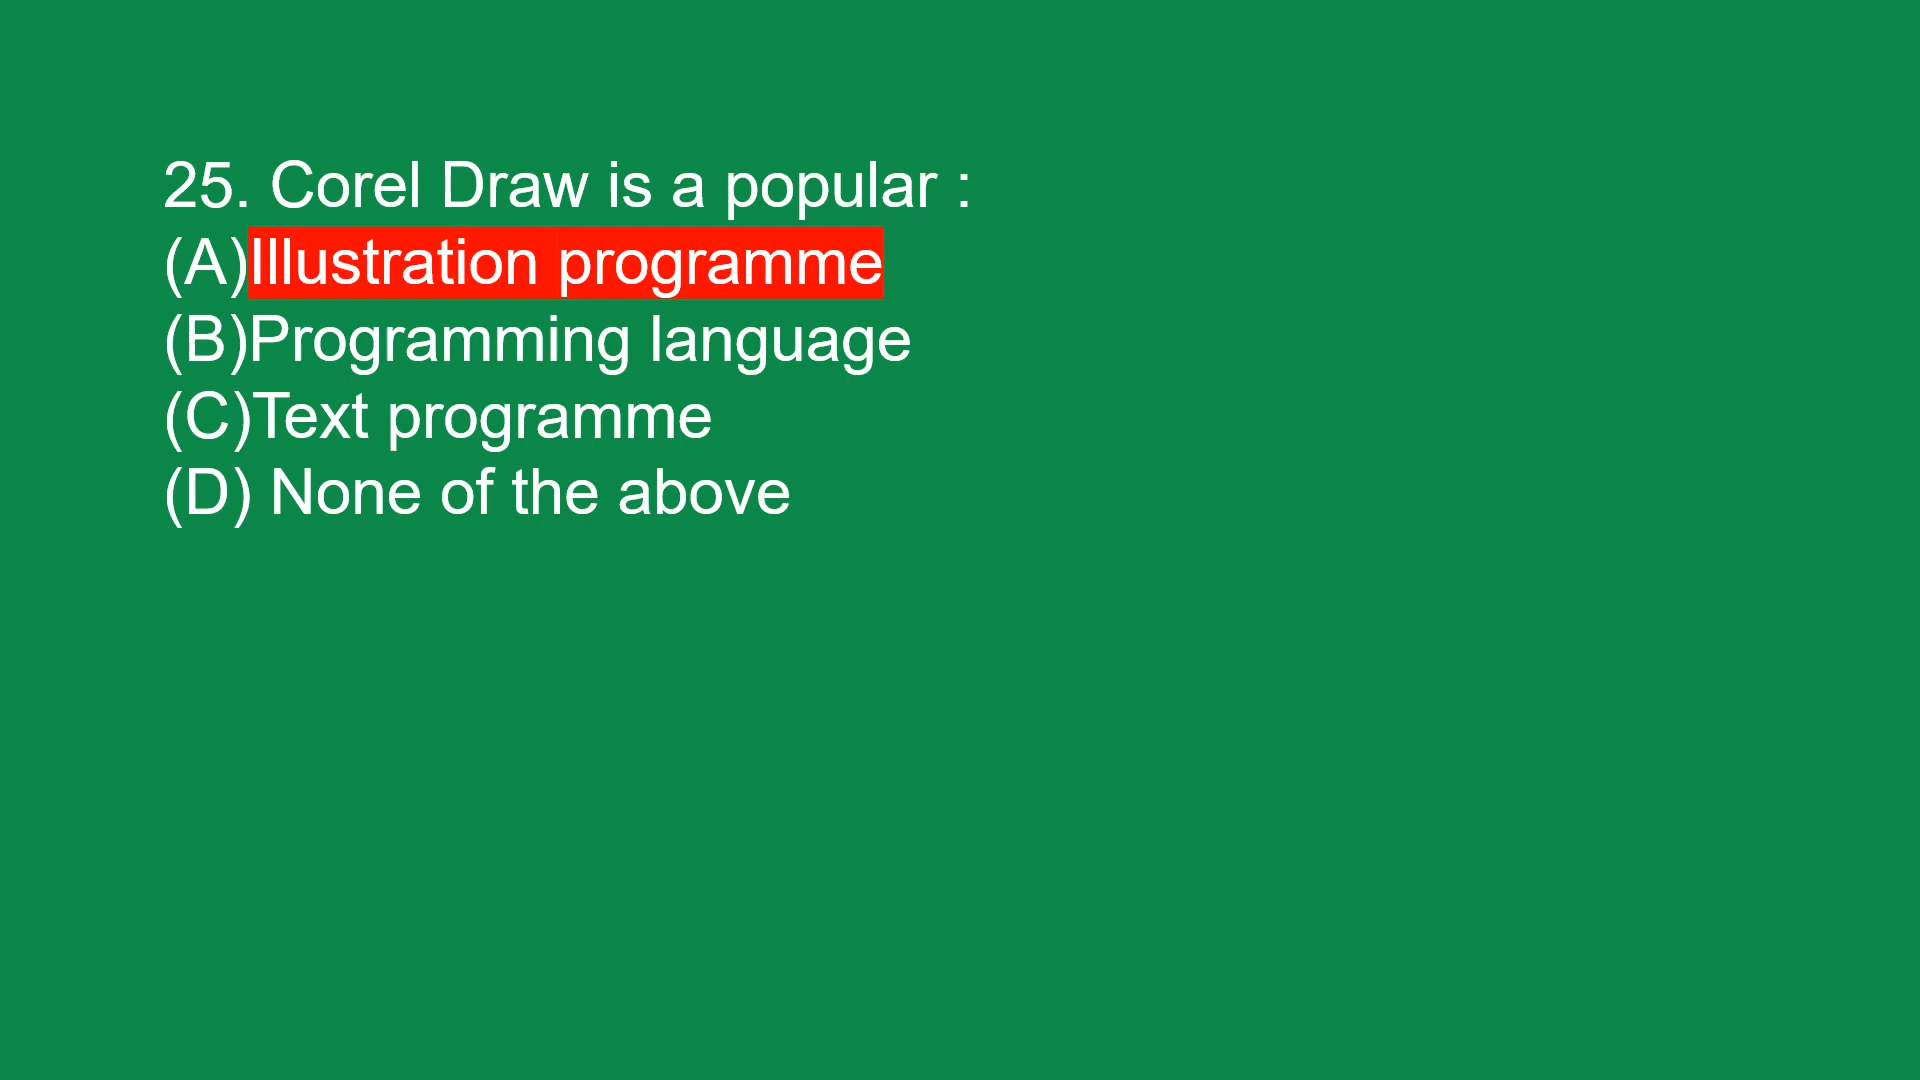 25. Corel Draw is a popular :
(A)Illustration programme
(B)Programming language
(C)Text programme
(D) None of the above